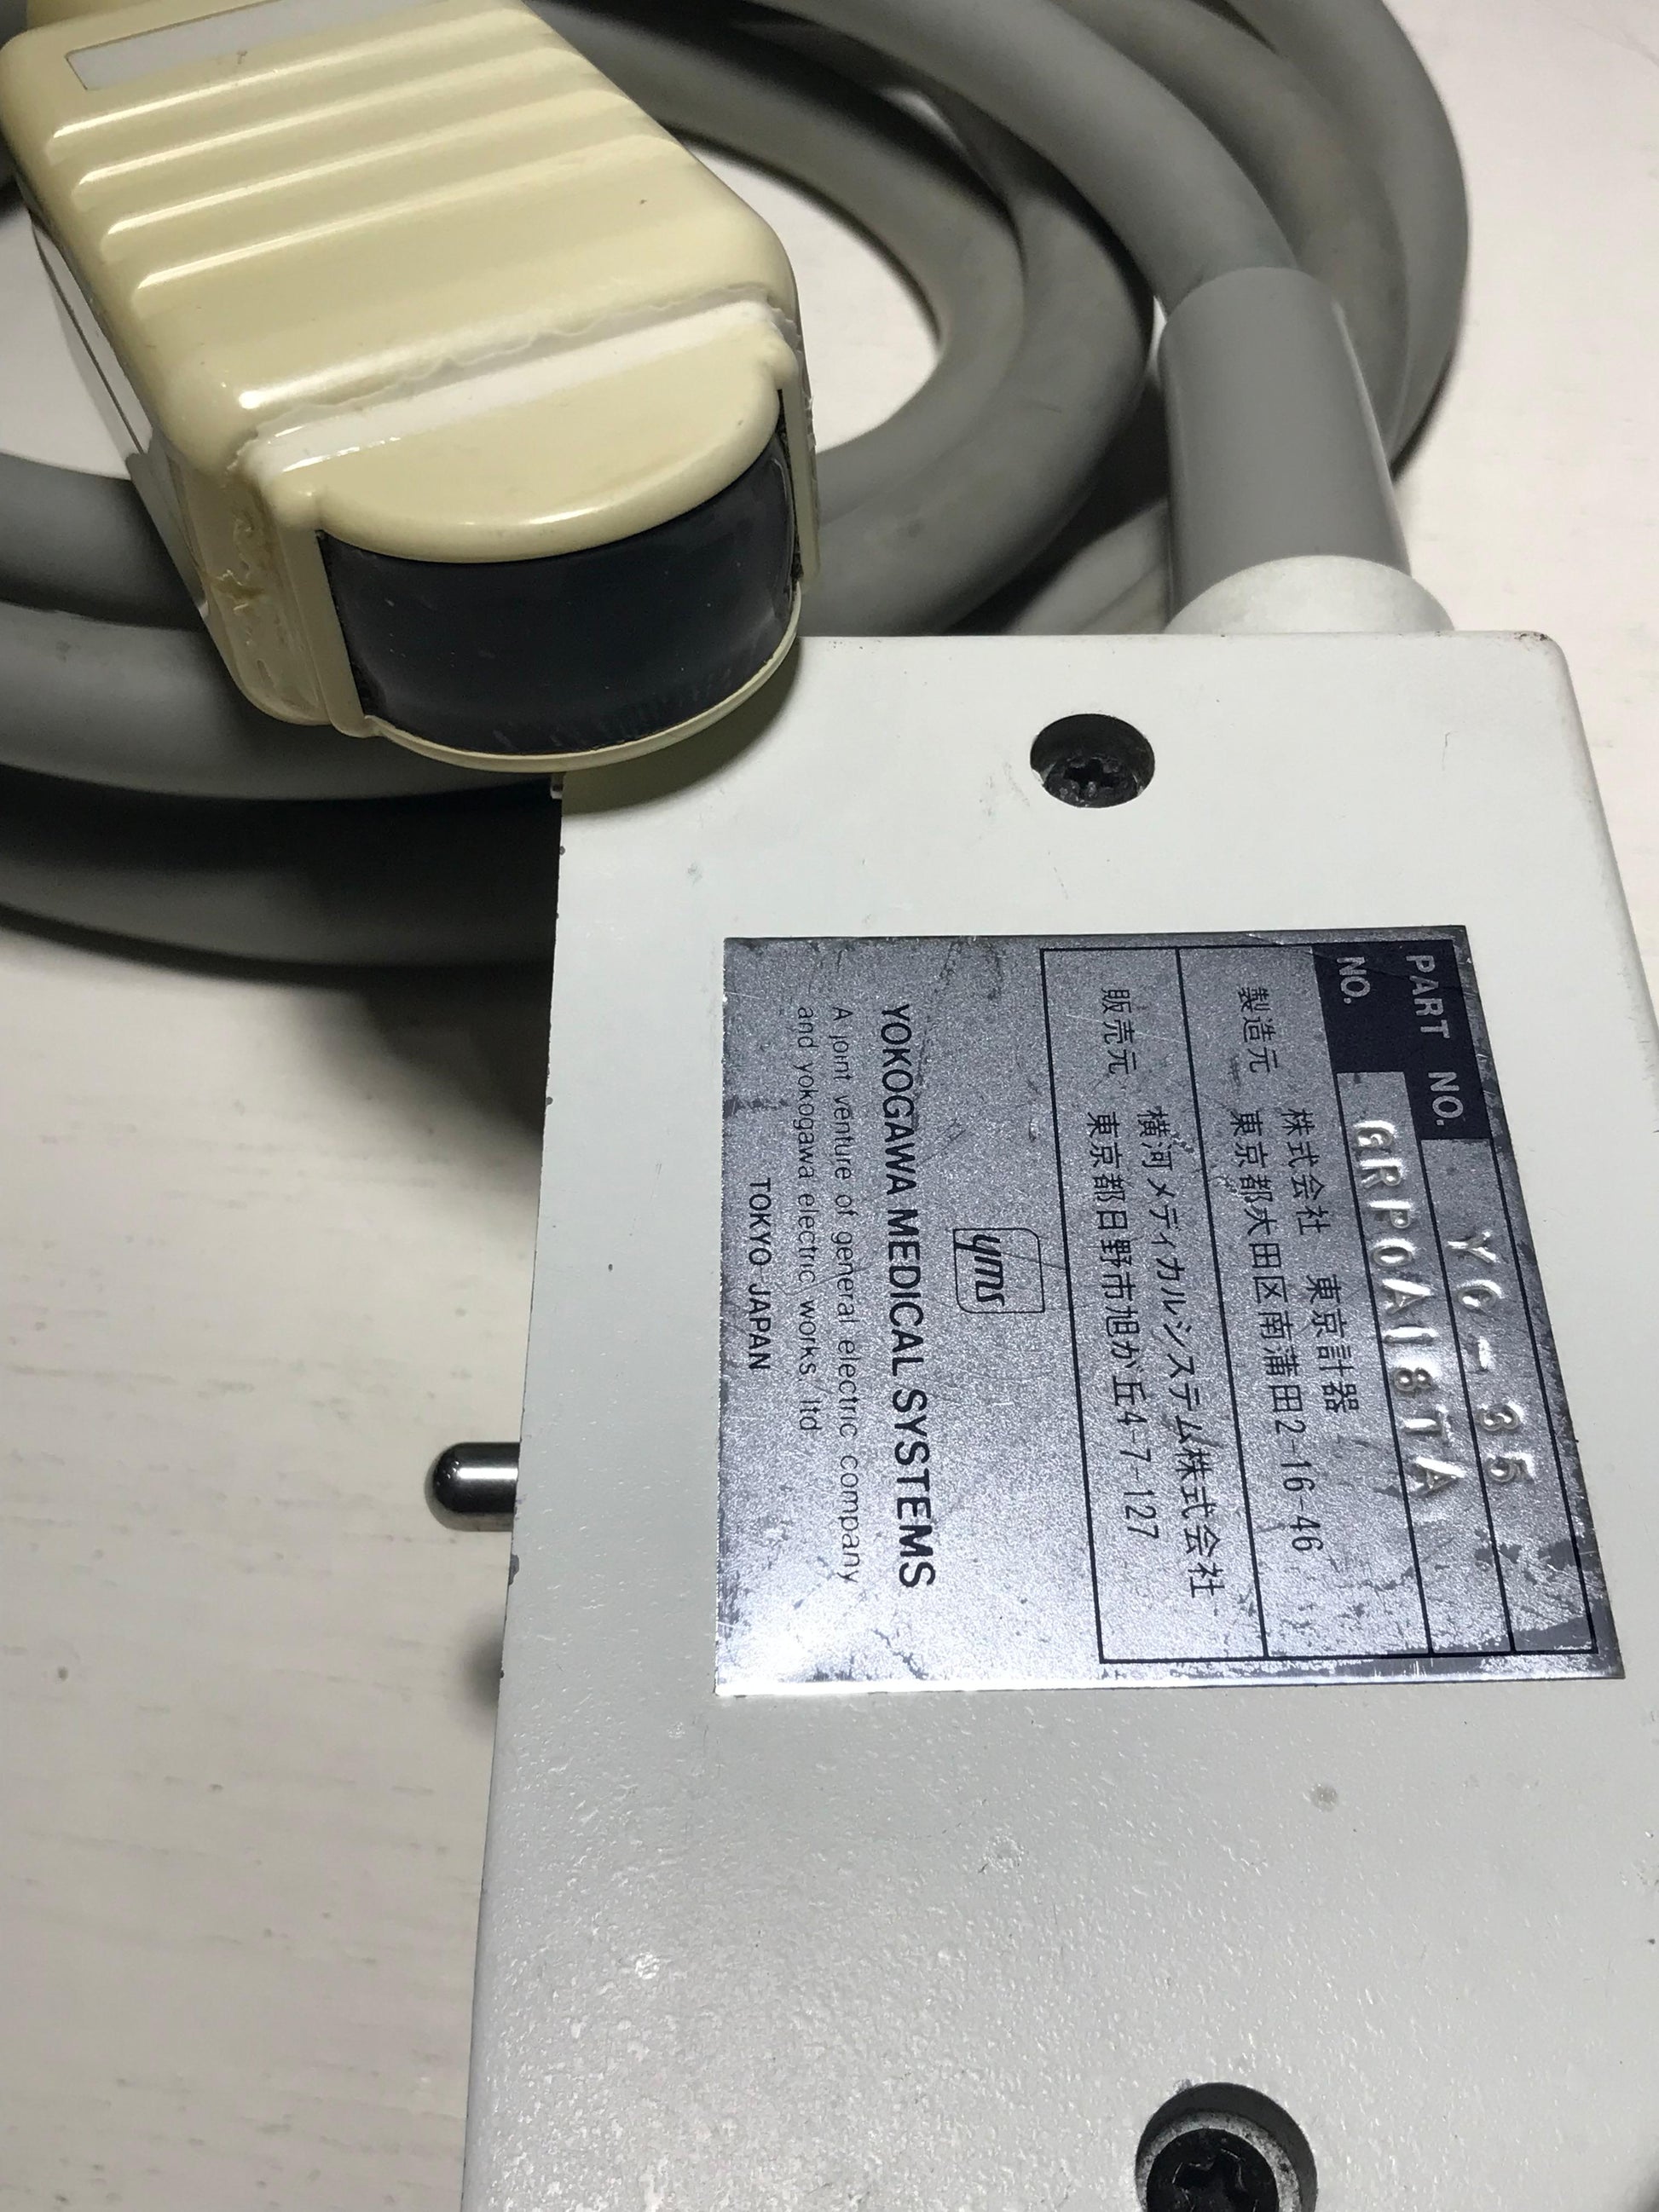 PART NO. YG-35
NO. GRPOA118TA
製造元 株式会社 東京計器
東京都大田区南蒲田2-16-46
販売元 横河メディカルシステム株式会社
東京都日野市旭が丘4-7-127
yms
YOKOGAWA MEDICAL SYSTEMS
A joint venture of general electric company
and yokogawa electric works, ltd
TOKYO JAPAN